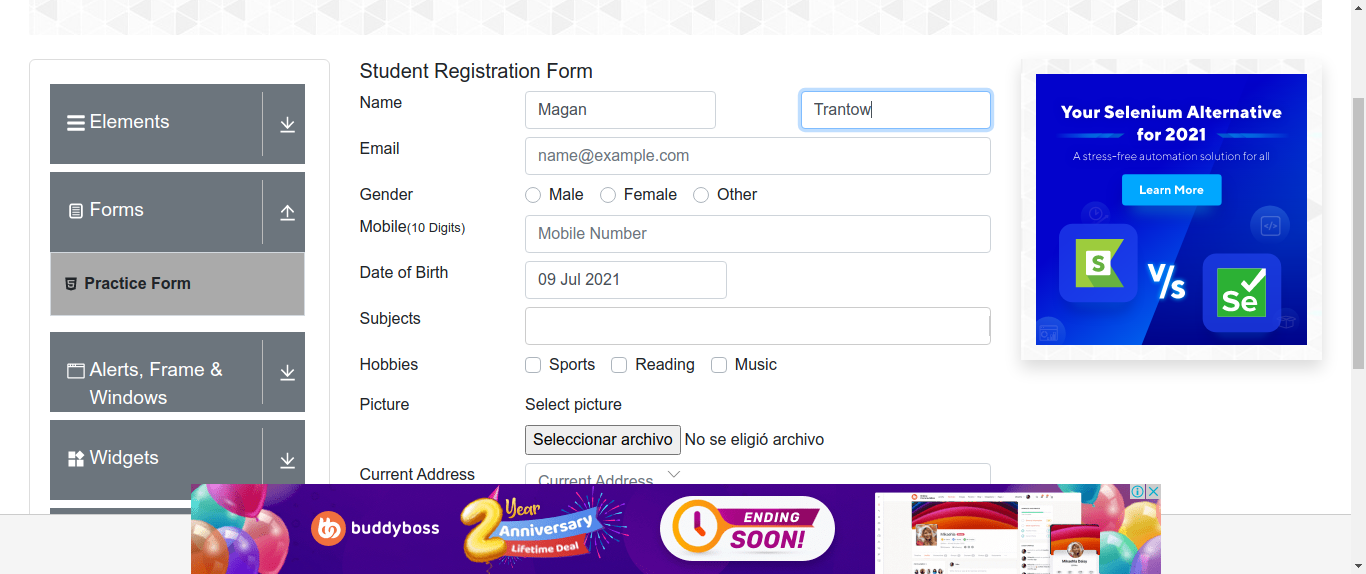 Elements
Forms
Practice Form
Alerts, Frame &
Windows
Widgets
Student Registration Form
Name
Magan
Trantow
Email
name@example.com
Gender
Male
Female
Other
Mobile(10 Digits)
Mobile Number
Date of Birth
09 Jul 2021
Subjects
Hobbies
Sports
Reading
Music
Picture
Select picture
Seleccionar archivo No se eligió archivo
Current Address
Current Address
Your Selenium Alternative
for 2021
A stress-free automation solution for all
Learn More
S
V/s
Se
buddyboss
2 Year
Anniversary
Lifetime Deal
ENDING
SOON!